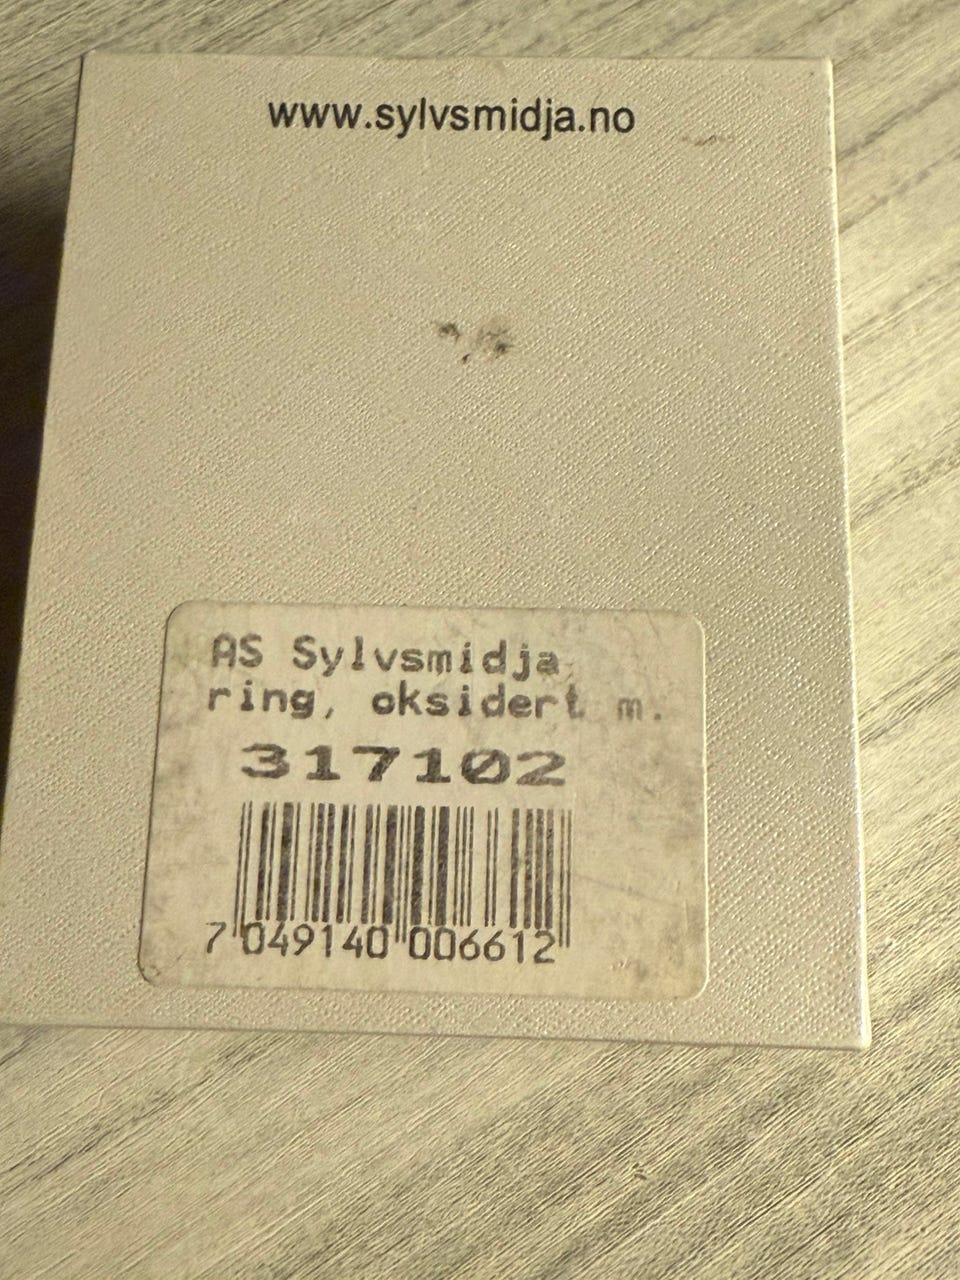 www.sylvsmidja.no
AS Sylvsmidja
ring, oksidert m.
317102
7 049140 006612